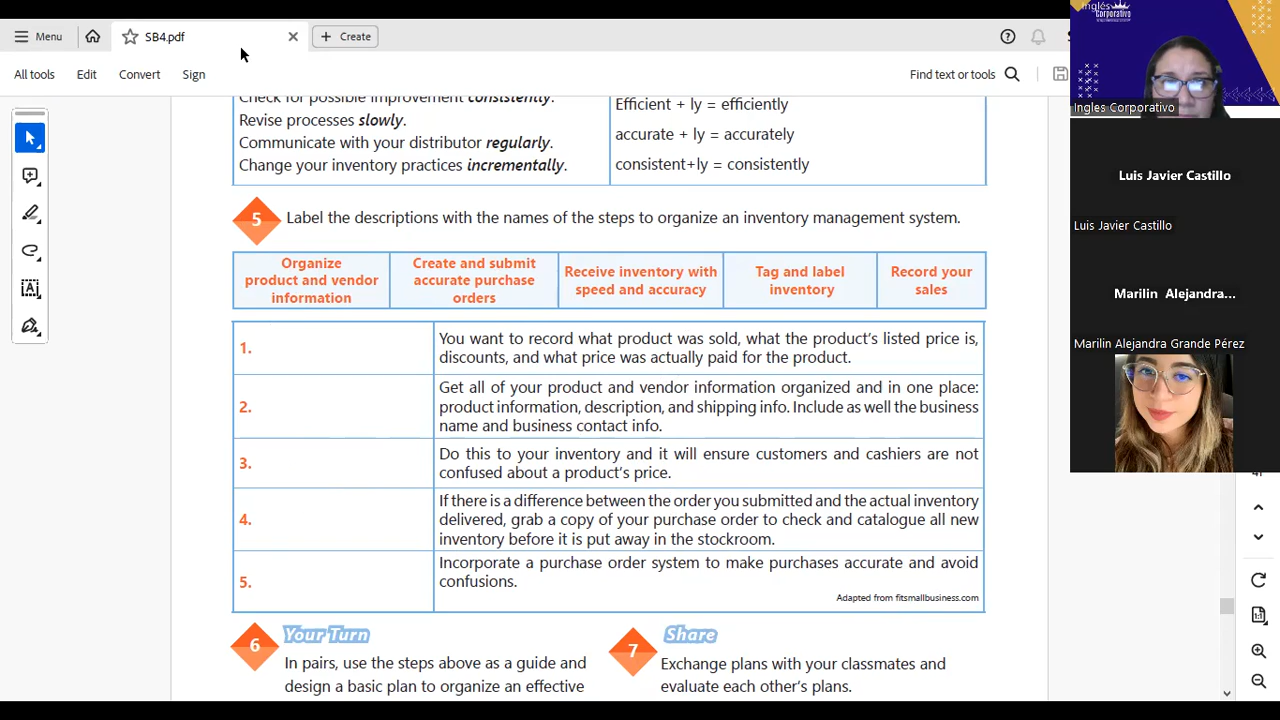 Menu
SB4.pdf
Create
All tools
Edit
Convert
Sign
Find text or tools
Check for possible improvement consistently.
Revise processes slowly.
Communicate with your distributor regularly.
Change your inventory practices incrementally.
Efficient + ly = efficiently
accurate + ly = accurately
consistent+ly = consistently
5 Label the descriptions with the names of the steps to organize an inventory management system.
Organize
product and vendor
information
Create and submit
accurate purchase
orders
Receive inventory with
speed and accuracy
Tag and label
inventory
Record your
sales
1.
You want to record what product was sold, what the product's listed price is,
discounts, and what price was actually paid for the product.
2.
Get all of your product and vendor information organized and in one place:
product information, description, and shipping info. Include as well the business
name and business contact info.
3.
Do this to your inventory and it will ensure customers and cashiers are not
confused about a product's price.
4.
If there is a difference between the order you submitted and the actual inventory
delivered, grab a copy of your purchase order to check and catalogue all new
inventory before it is put away in the stockroom.
5.
Incorporate a purchase order system to make purchases accurate and avoid
confusions.
Adapted from fitsmallbusiness.com
6 Your Turn
In pairs, use the steps above as a guide and
design a basic plan to organize an effective
7 Share
Exchange plans with your classmates and
evaluate each other's plans.
Inglés
Corporativo
Ingles Corporativo
Luis Javier Castillo
Luis Javier Castillo
Marilin Alejandra...
Marilin Alejandra Grande Pérez